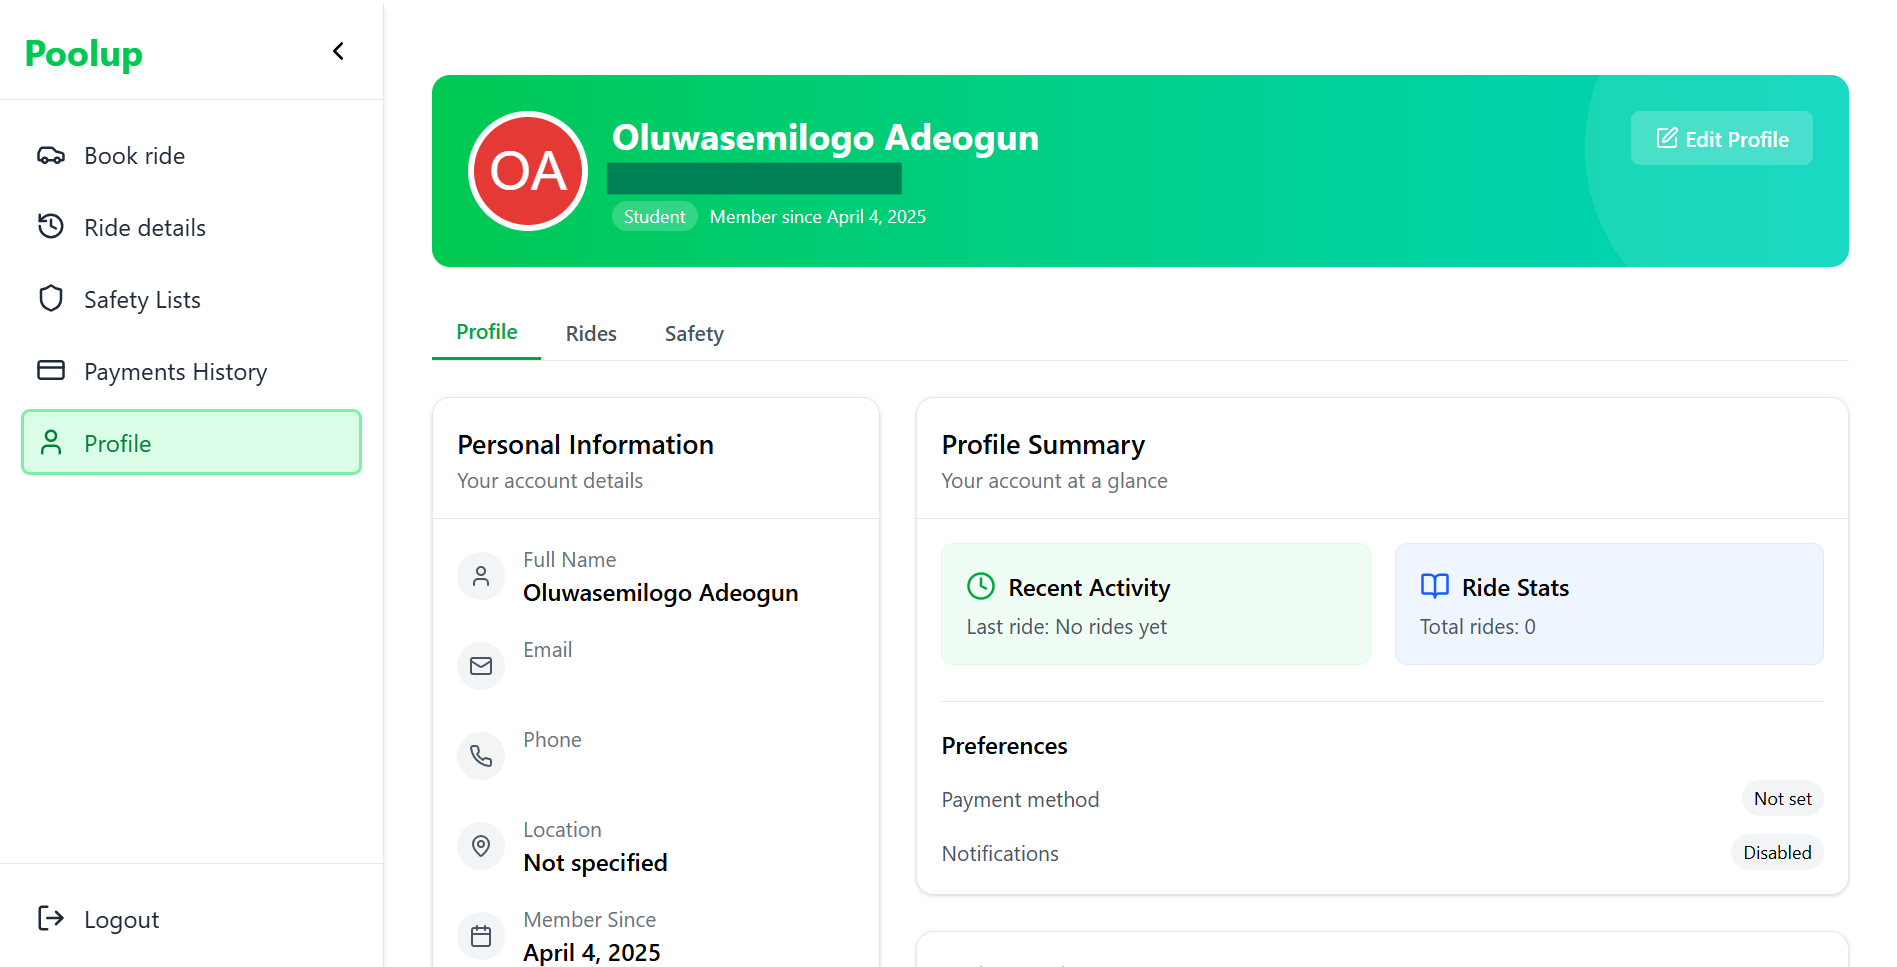 Poolup
Book ride
Ride details
Safety Lists
Payments History
Profile
Logout
OA
Oluwasemilogo Adeogun
Student
Member since April 4, 2025
Edit Profile
Profile
Rides
Safety
Personal Information
Your account details
Full Name
Oluwasemilogo Adeogun
Email
Phone
Location
Not specified
Member Since
April 4, 2025
Profile Summary
Your account at a glance
Recent Activity
Last ride: No rides yet
Ride Stats
Total rides: 0
Preferences
Payment method
Not set
Notifications
Disabled